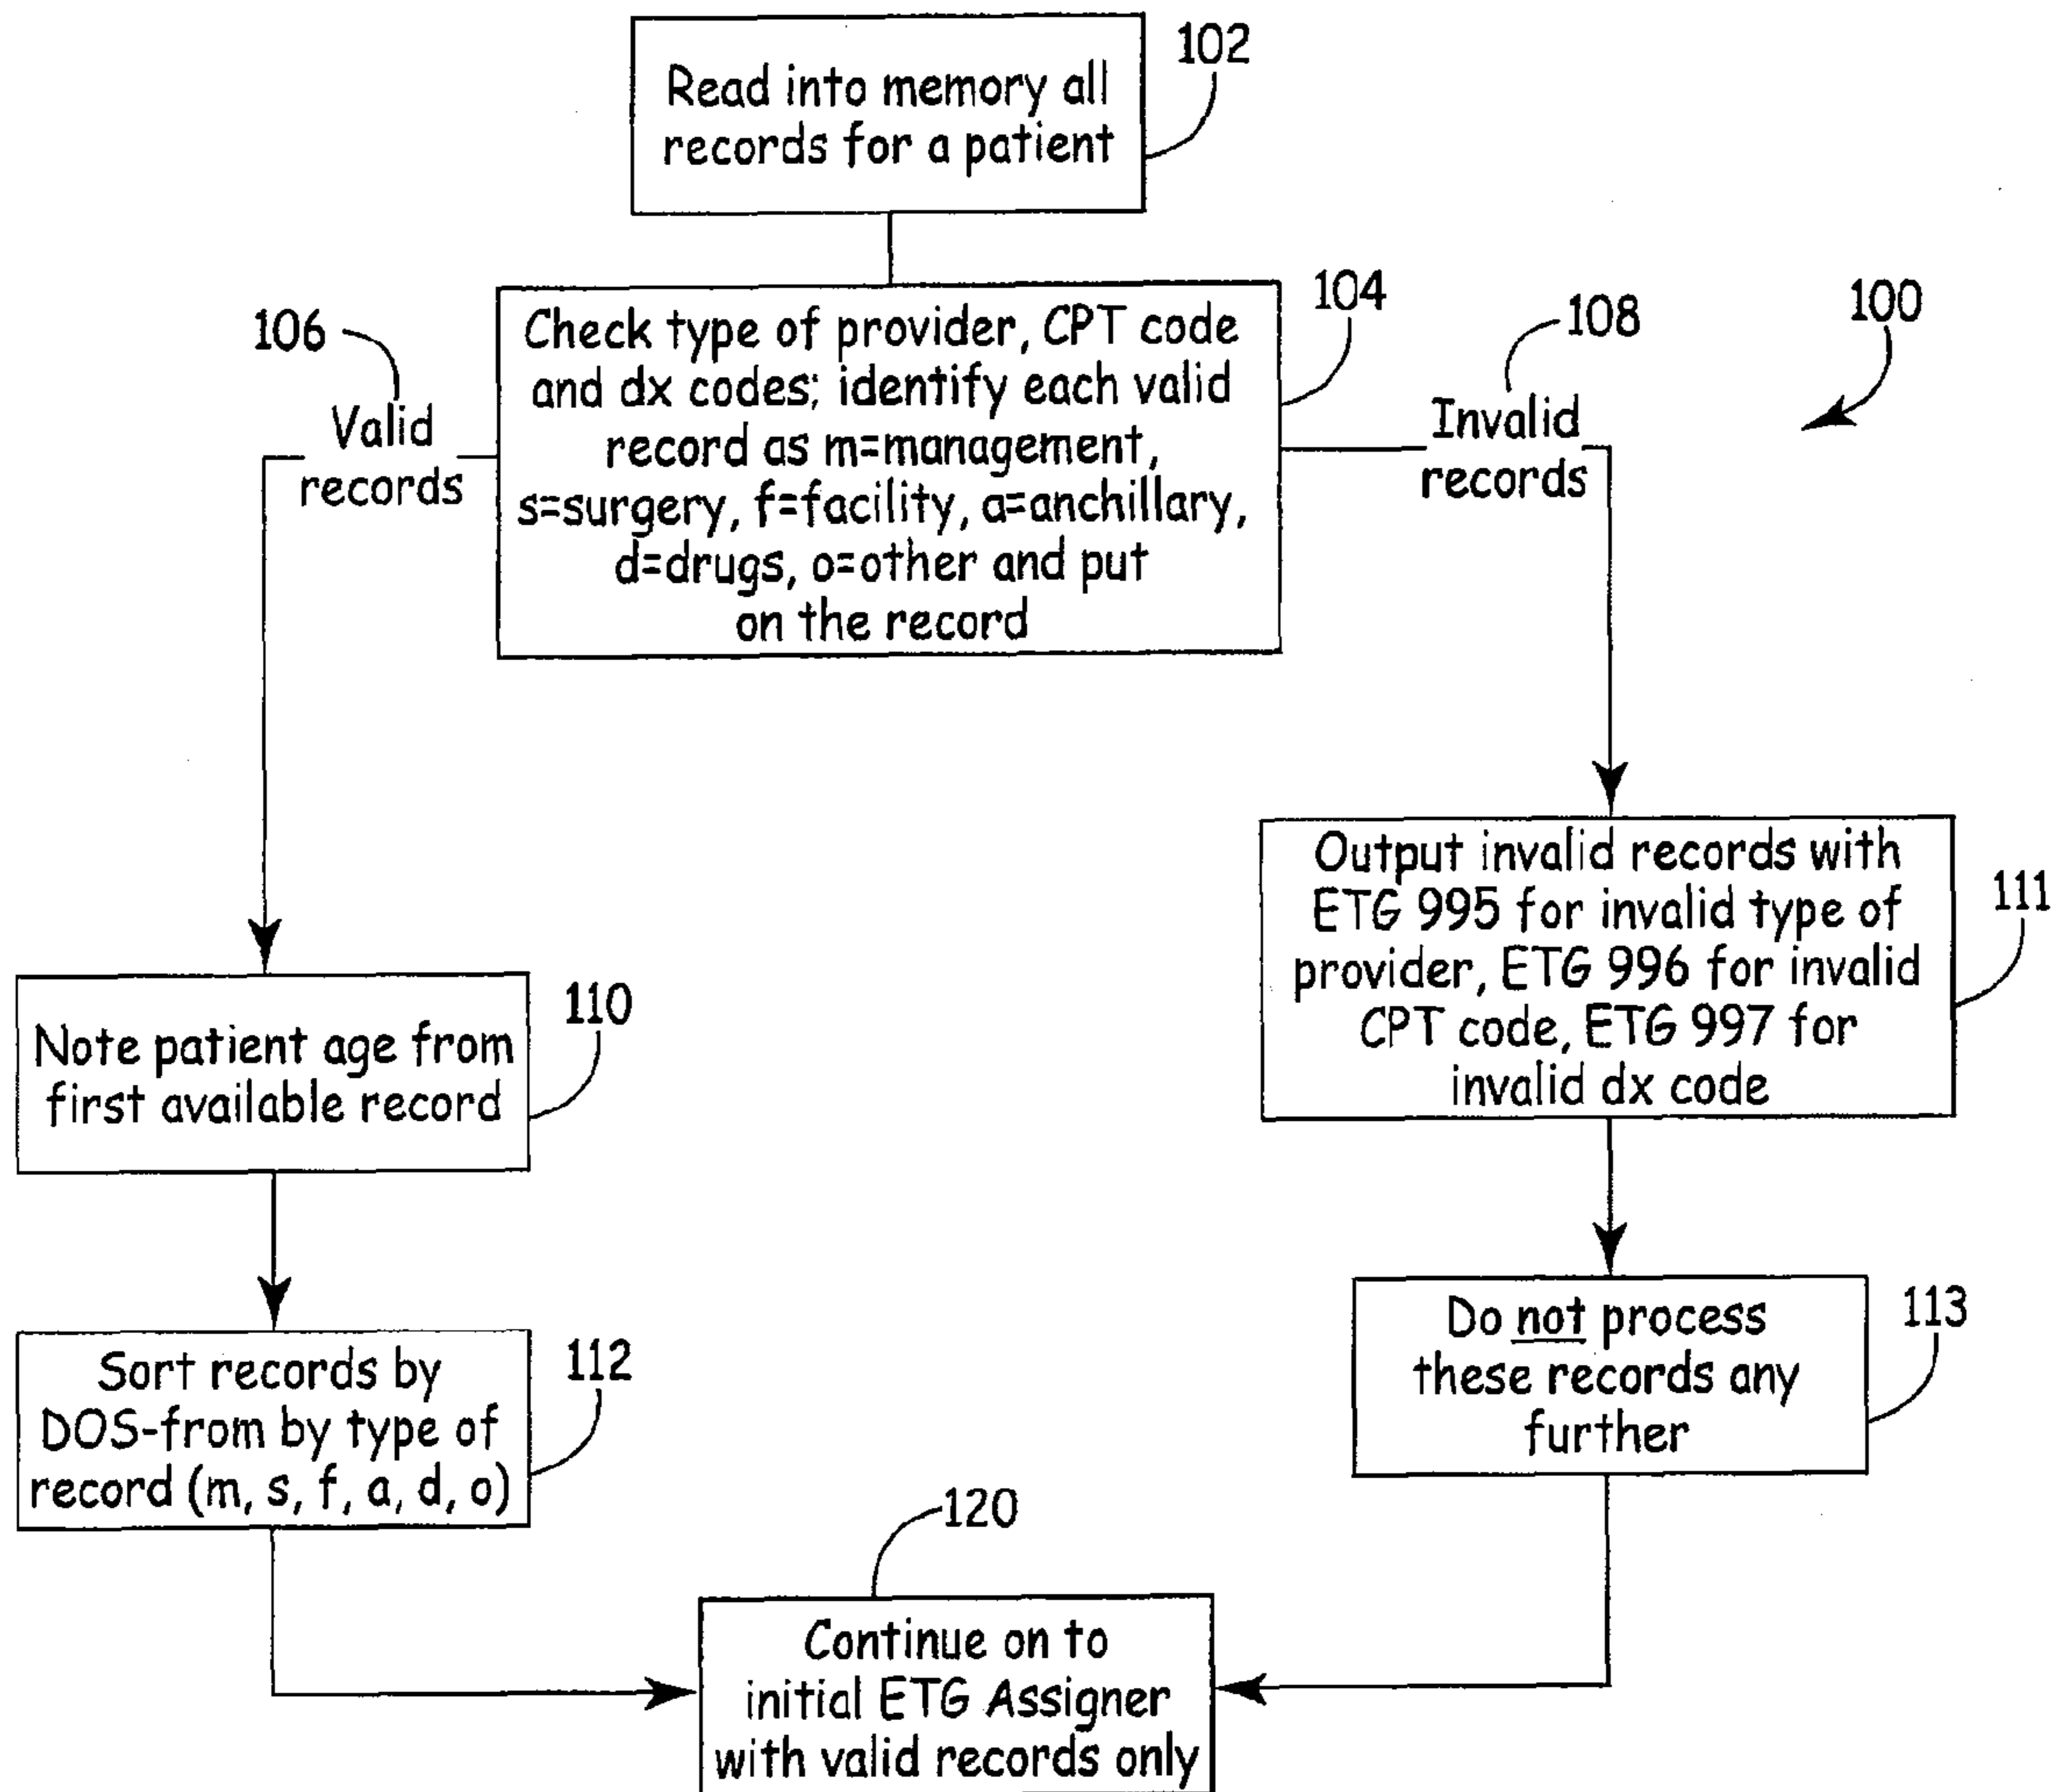 102
Read into memory all
records for a patient
104
Check type of provider, CPT code
and dx codes; identify each valid
record as m=management,
s=surgery, f=facility, a=anchillary,
d=drugs, o=other and put
on the record
106
Valid
records
108
Invalid
records
100
Output invalid records with
ETG 995 for invalid type of
provider, ETG 996 for invalid
CPT code, ETG 997 for
invalid dx code
111
Note patient age from
first available record
110
Sort records by
DOS-from by type of
record (m, s, f, a, d, o)
112
Do not process
these records any
further
113
120
Continue on to
initial ETG Assigner
with valid records only